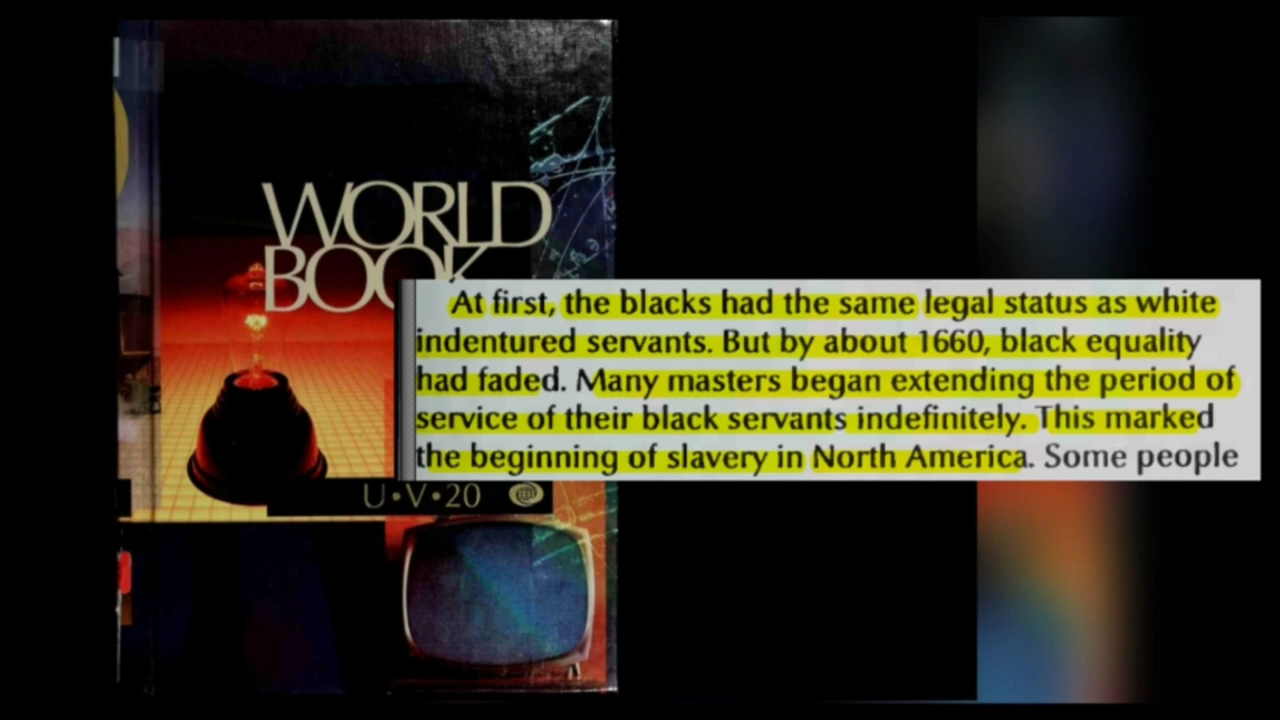 WORLD
BOOK
At first, the blacks had the same legal status as white
indentured servants. But by about 1660, black equality
had faded. Many masters began extending the period of
service of their black servants indefinitely. This marked
the beginning of slavery in North America. Some people
U•V•20